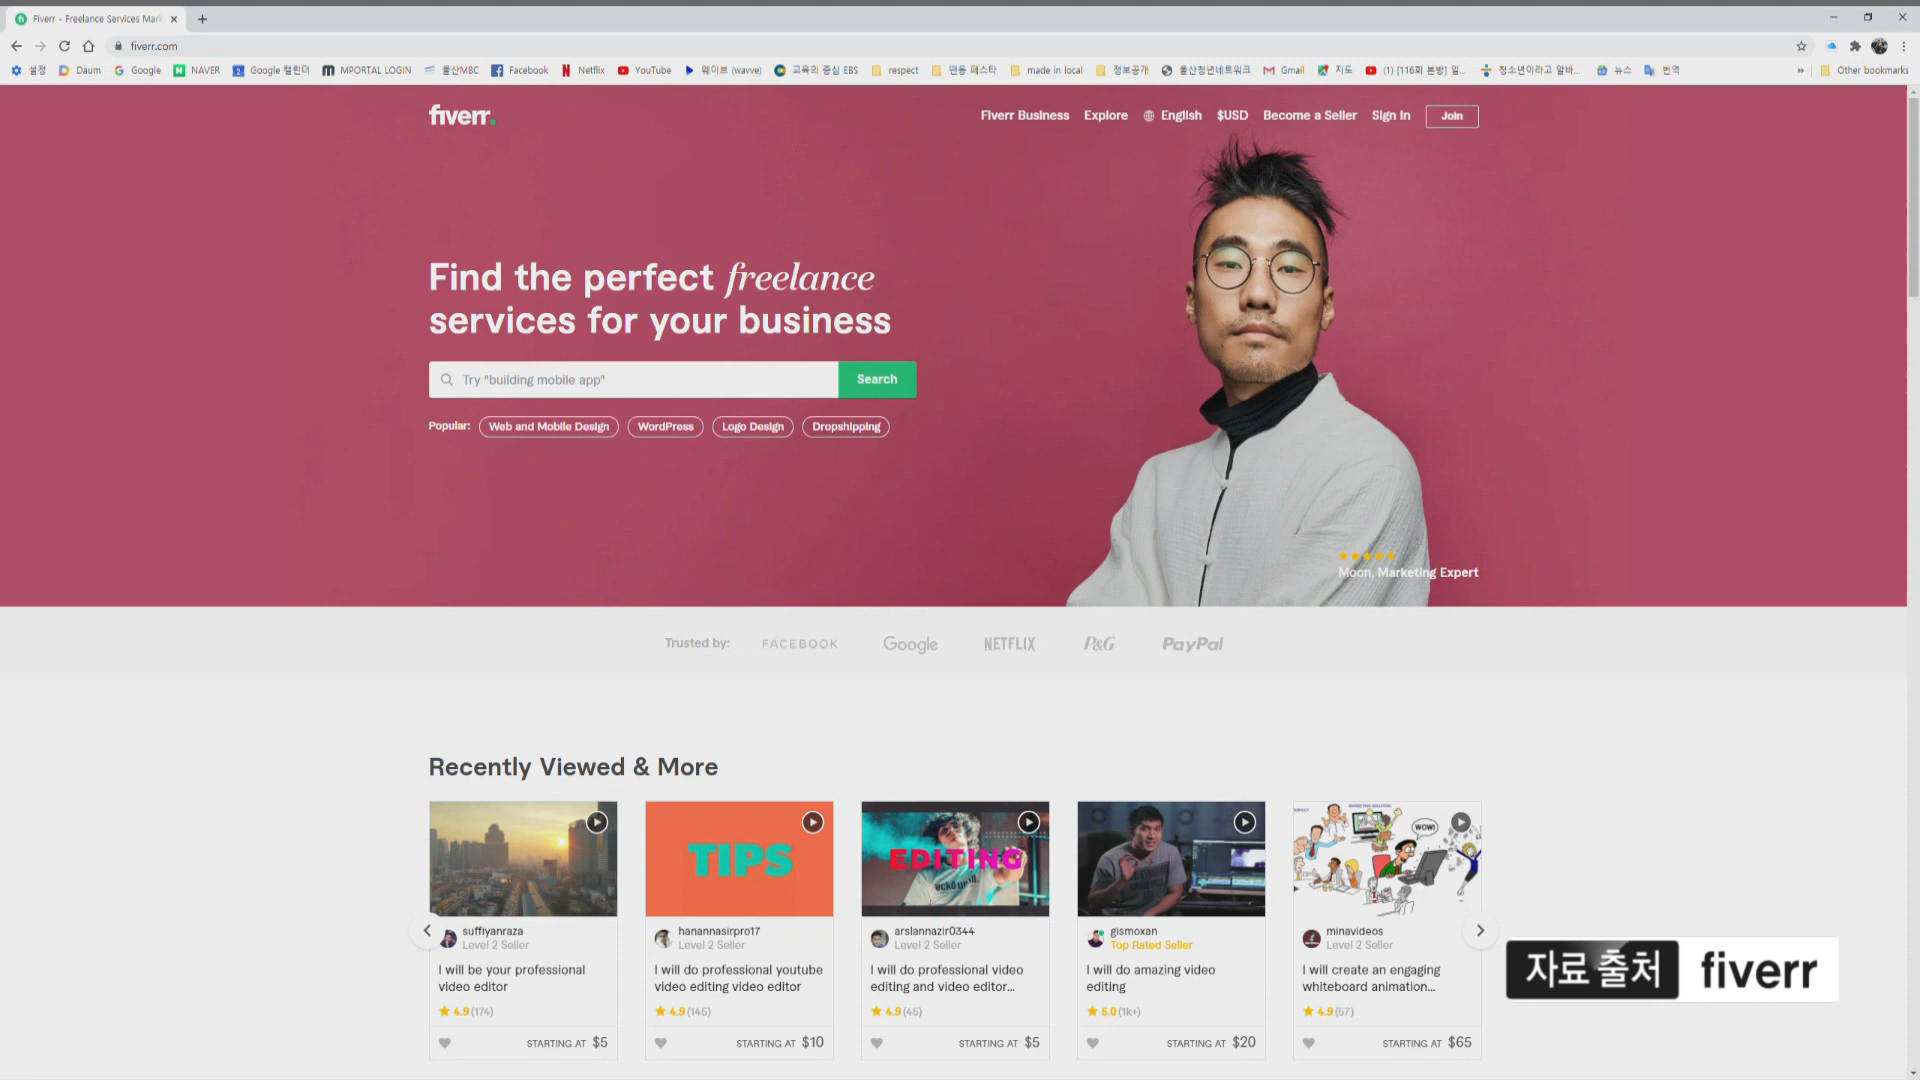 Fiverr - Freelance Services Mark
fiverr.com
설정 Daum Google NAVER Google 캘린더 MPORTAL LOGIN 울산MBC Facebook Netflix YouTube 웨이브 (wavve) 교육의 중심 EBS respect 맨동 페스타 made in local 정보공개 울산청년네트워크 Gmail 지도 (1) [116회 본방] 일... 청소년이라고 알바... 뉴스 번역 » Other bookmarks
fiverr.
Fiverr Business Explore English $USD Become a Seller Sign In Join
Find the perfect freelance
services for your business
Try "building mobile app" Search
Popular: Web and Mobile Design WordPress Logo Design Dropshipping
Moon, Marketing Expert
Trusted by: FACEBOOK Google NETFLIX P&G PayPal
Recently Viewed & More
TIPS
EDITING
WOW!
suffiyanraza
Level 2 Seller
I will be your professional
video editor
4.9 (174)
STARTING AT $5
hanannasirpro17
Level 2 Seller
I will do professional youtube
video editing video editor
4.9 (145)
STARTING AT $10
arslannazir0344
Level 2 Seller
I will do professional video
editing and video editor...
4.9 (45)
STARTING AT $5
gismoxan
Top Rated Seller
I will do amazing video
editing
5.0 (1k+)
STARTING AT $20
minavideos
Level 2 Seller
I will create an engaging
whiteboard animation...
4.9 (57)
STARTING AT $65
자료 출처 fiverr